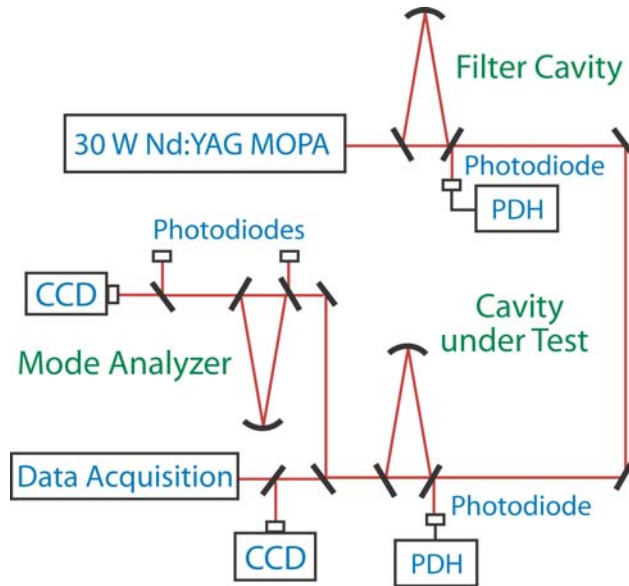 Filter Cavity
30 W Nd:YAG MOPA
Photodiode
PDH
Photodiodes
CCD
Cavity
under Test
Mode Analyzer
Data Acquisition
Photodiode
CCD
PDH